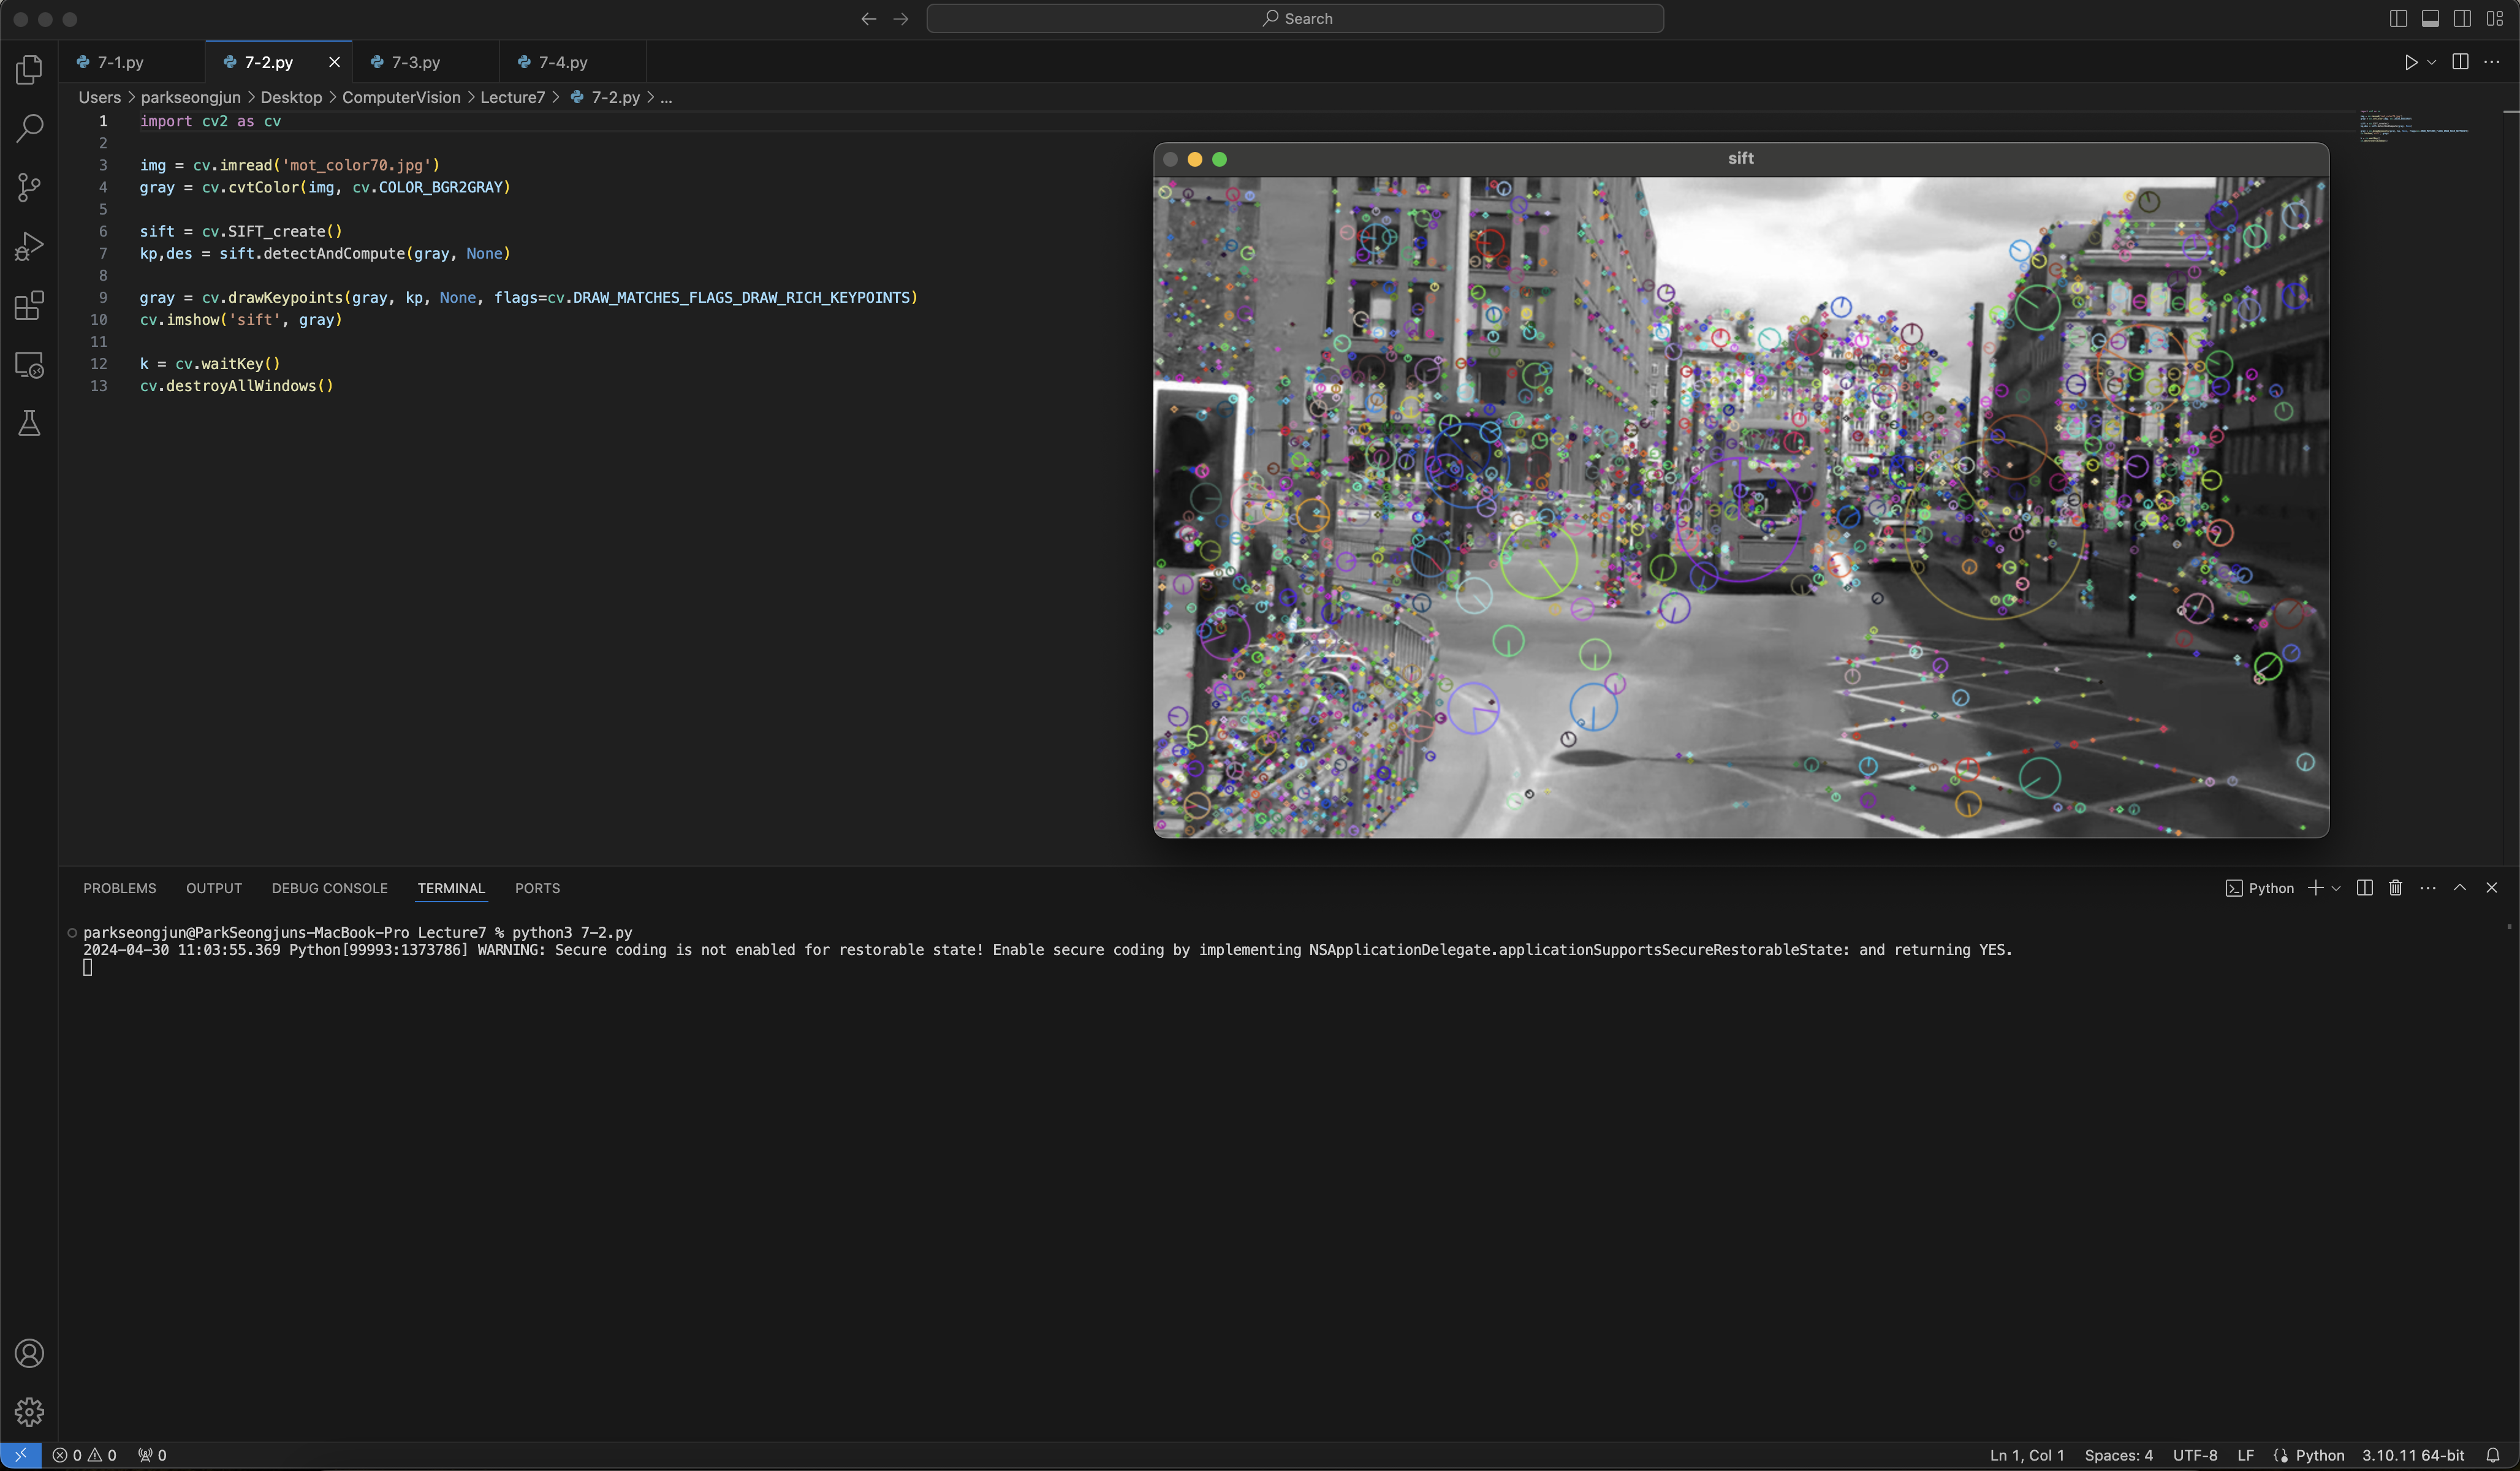 Search
7-1.py
7-2.py
7-3.py
7-4.py
Users > parkseongjun > Desktop > ComputerVision > Lecture7 > 7-2.py > ...
1 import cv2 as cv
2
3 img = cv.imread('mot_color70.jpg')
4 gray = cv.cvtColor(img, cv.COLOR_BGR2GRAY)
5
6 sift = cv.SIFT_create()
7 kp,des = sift.detectAndCompute(gray, None)
8
9 gray = cv.drawKeypoints(gray, kp, None, flags=cv.DRAW_MATCHES_FLAGS_DRAW_RICH_KEYPOINTS)
10 cv.imshow('sift', gray)
11
12 k = cv.waitKey()
13 cv.destroyAllWindows()
sift
PROBLEMS OUTPUT DEBUG CONSOLE TERMINAL PORTS
Python
parkseongjun@ParkSeongjuns-MacBook-Pro Lecture7 % python3 7-2.py
2024-04-30 11:03:55.369 Python[99993:1373786] WARNING: Secure coding is not enabled for restorable state! Enable secure coding by implementing NSApplicationDelegate.applicationSupportsSecureRestorableState: and returning YES.
0 0 0
Ln 1, Col 1 Spaces: 4 UTF-8 LF Python 3.10.11 64-bit